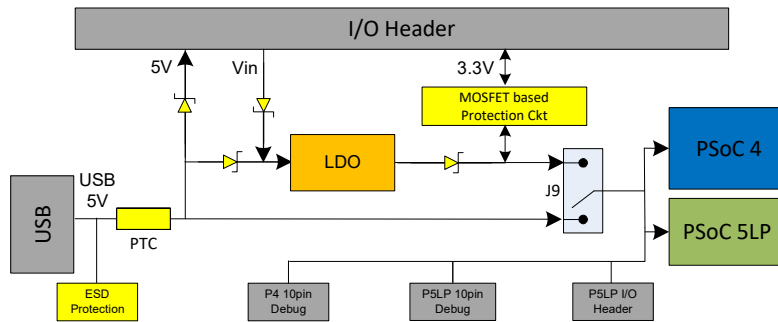 I/O Header
5V
Vin
3.3V
MOSFET based
Protection Ckt
PSoC 4
LDO
J9
USB
USB
5V
PTC
PSoC 5LP
ESD
Protection
P4 10pin
Debug
P5LP 10pin
Debug
P5LP I/O
Header